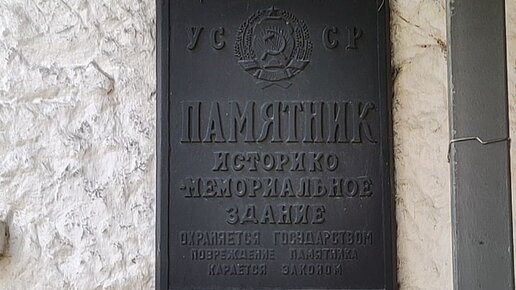 УС СР
ПАМЯТНИК
ИСТОРИКО
-МЕМОРИАЛЬНОЕ
ЗДАНИЕ
ОХРАНЯЕТСЯ ГОСУДАРСТВОМ
ПОВРЕЖДЕНИЕ ПАМЯТНИКА
КАРАЕТСЯ ЗАКОНОМ